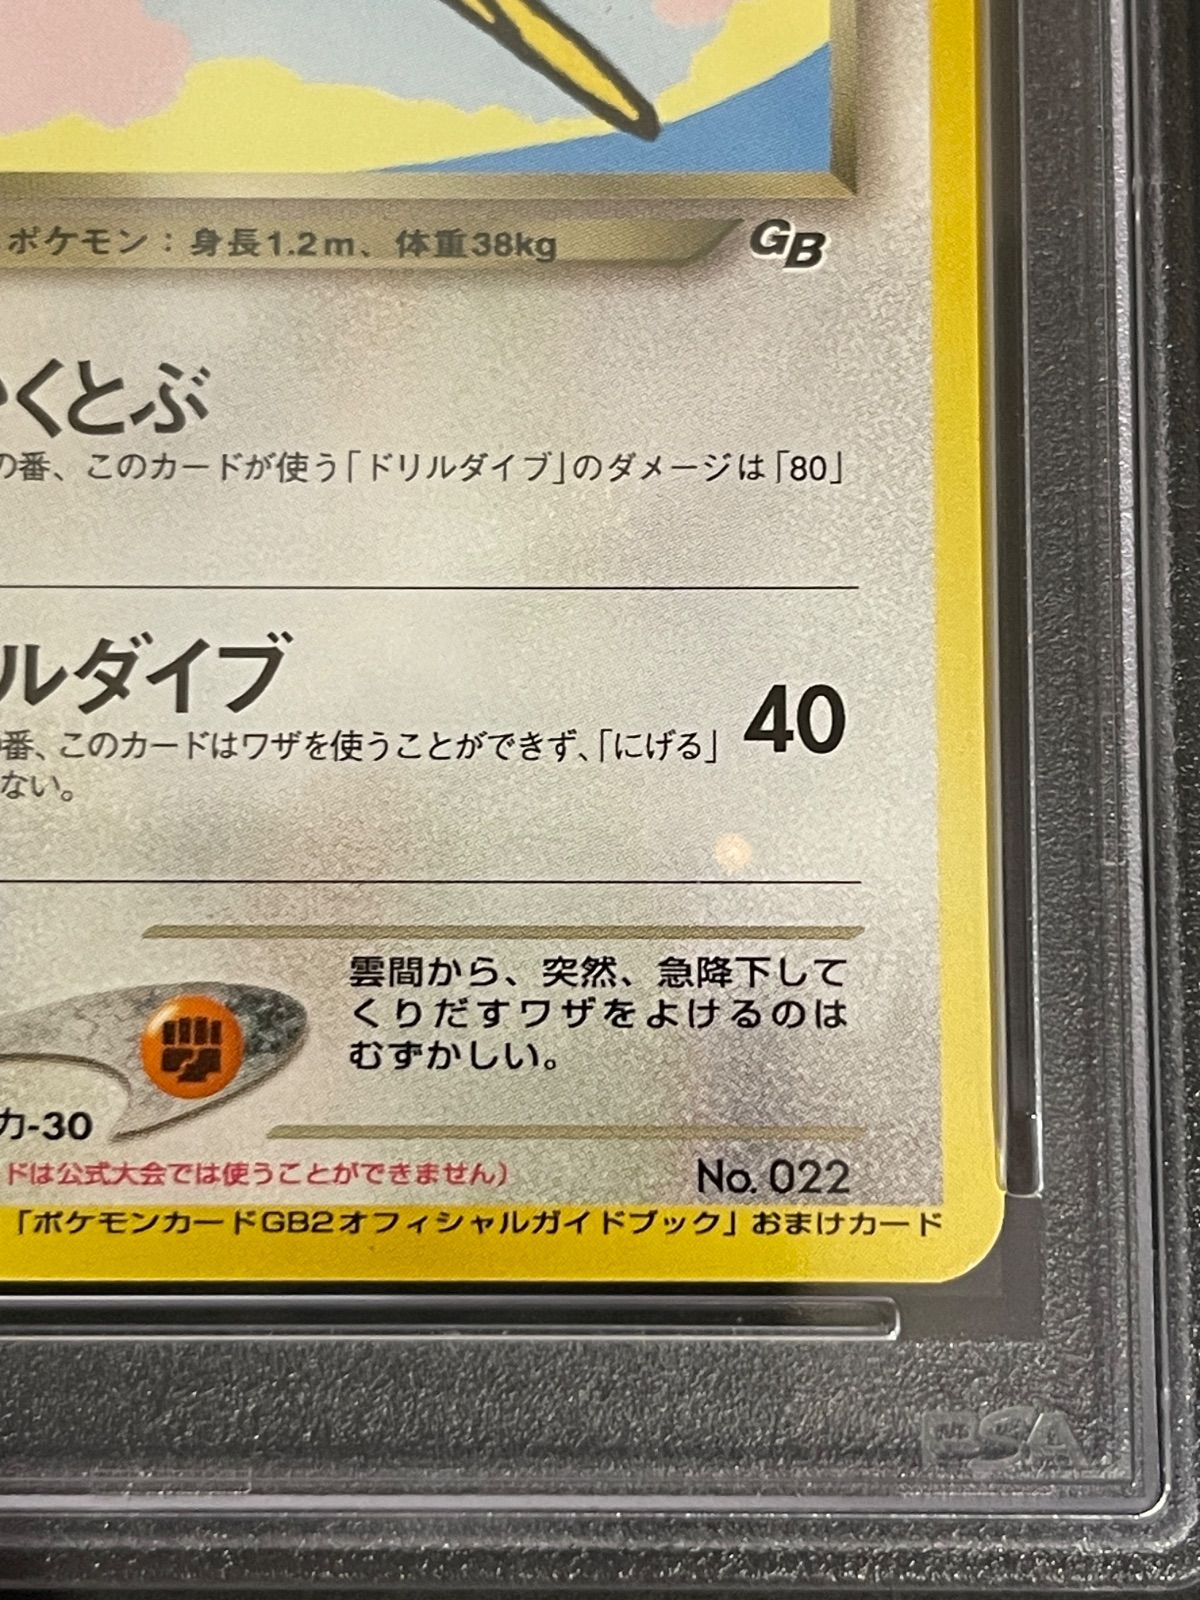 ポケモン：身長1.2m、体重38kg
GB
くとぶ
の番、このカードが使う「ドリルダイブ」のダメージは「80」
ルダイブ
40
番、このカードはワザを使うことができず、「にげる」
ない。
雲間から、突然、急降下して
くりだすワザをよけるのは
むずかしい。
力-30
ドは公式大会では使うことができません）
No. 022
「ポケモンカードGB2オフィシャルガイドブック」おまけカード
PSA